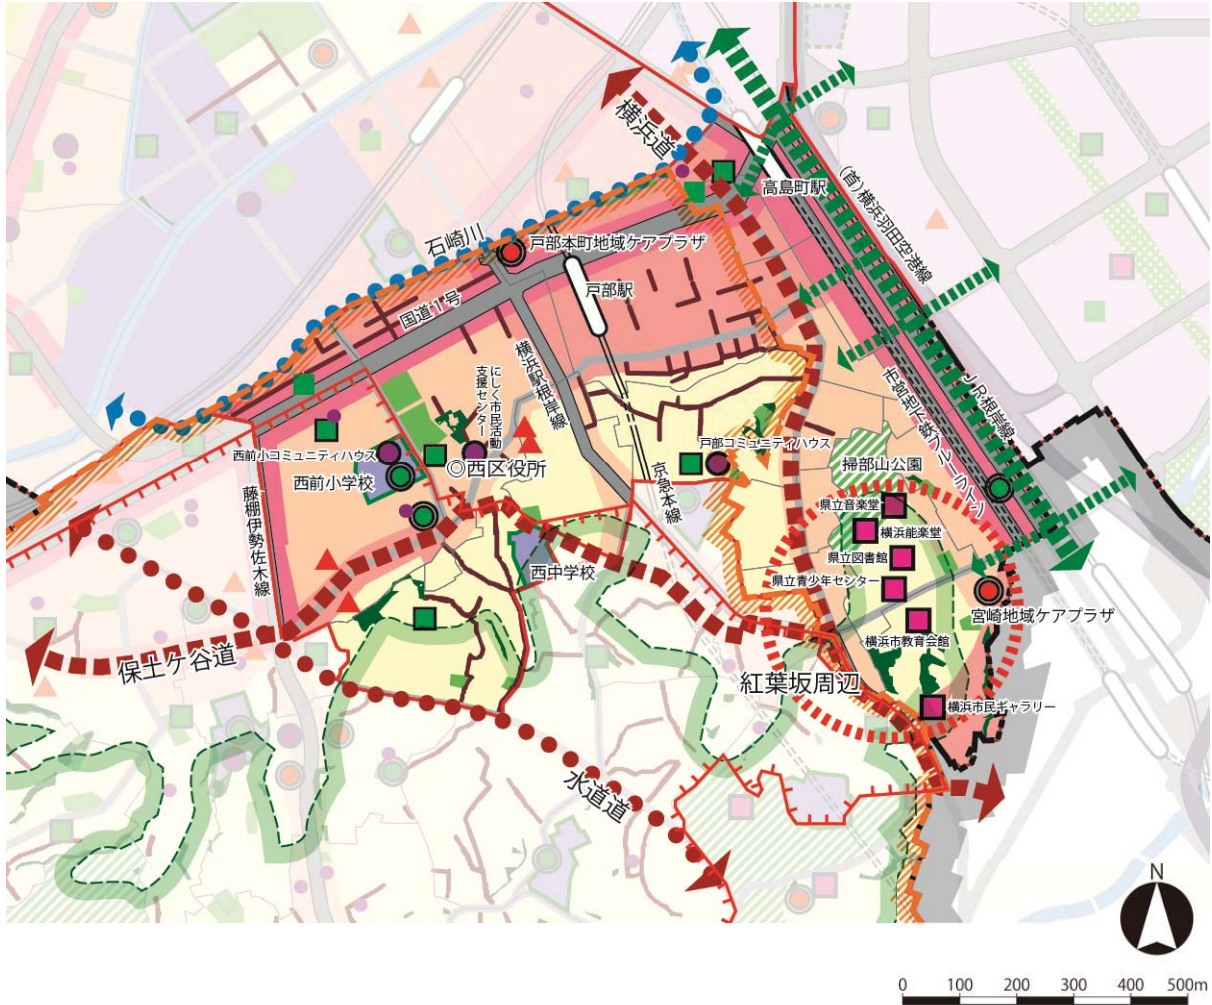 横浜道
高島町駅
(首)横浜羽田空港線
石崎川
戸部本町地域ケアプラザ
戸部駅
国道1号
横浜駅根岸線
にしく市民活動
支援センター
市営地下鉄ブルーライン
JR根岸線
西前小コミュニティハウス
◎西区役所
戸部コミュニティハウス
掃部山公園
西前小学校
京急本線
県立音楽堂
藤棚伊勢佐木線
横浜能楽堂
西中学校
県立図書館
県立青少年センター
宮崎地域ケアプラザ
横浜市教育会館
保土ケ谷道
紅葉坂周辺
横浜市民ギャラリー
水道道
N
0 100 200 300 400 500m